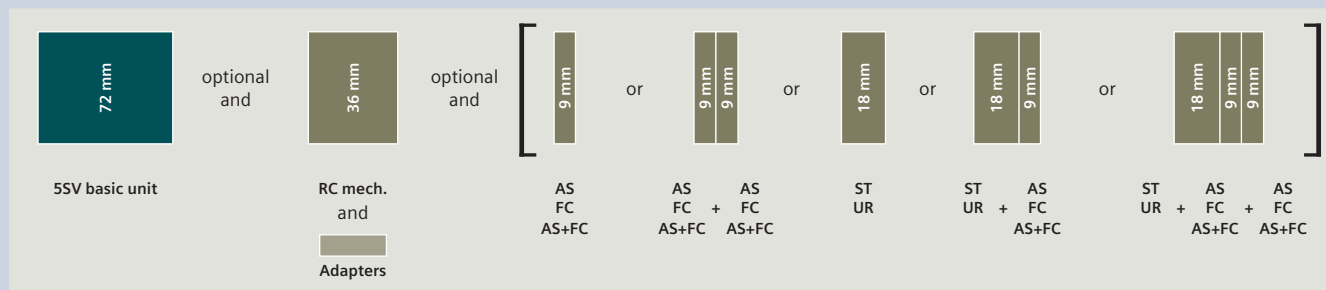 72 mm
optional
and
36 mm
optional
and
9 mm
or
9 mm
9 mm
or
18 mm
or
18 mm
9 mm
or
18 mm
9 mm
9 mm
5SV basic unit
RC mech.
and
Adapters
AS
FC
AS+FC
AS AS
FC + FC
AS+FC AS+FC
ST
UR
ST AS
UR + FC
AS+FC
ST AS AS
UR + FC + FC
AS+FC AS+FC